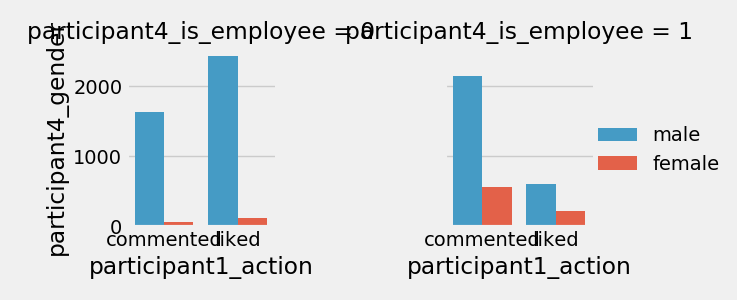 participant4_is_employee = 0
participant4_is_employee = 1
participant4_gender
2000
1000
0
commented
liked
commented
liked
participant1_action
participant1_action
male
female